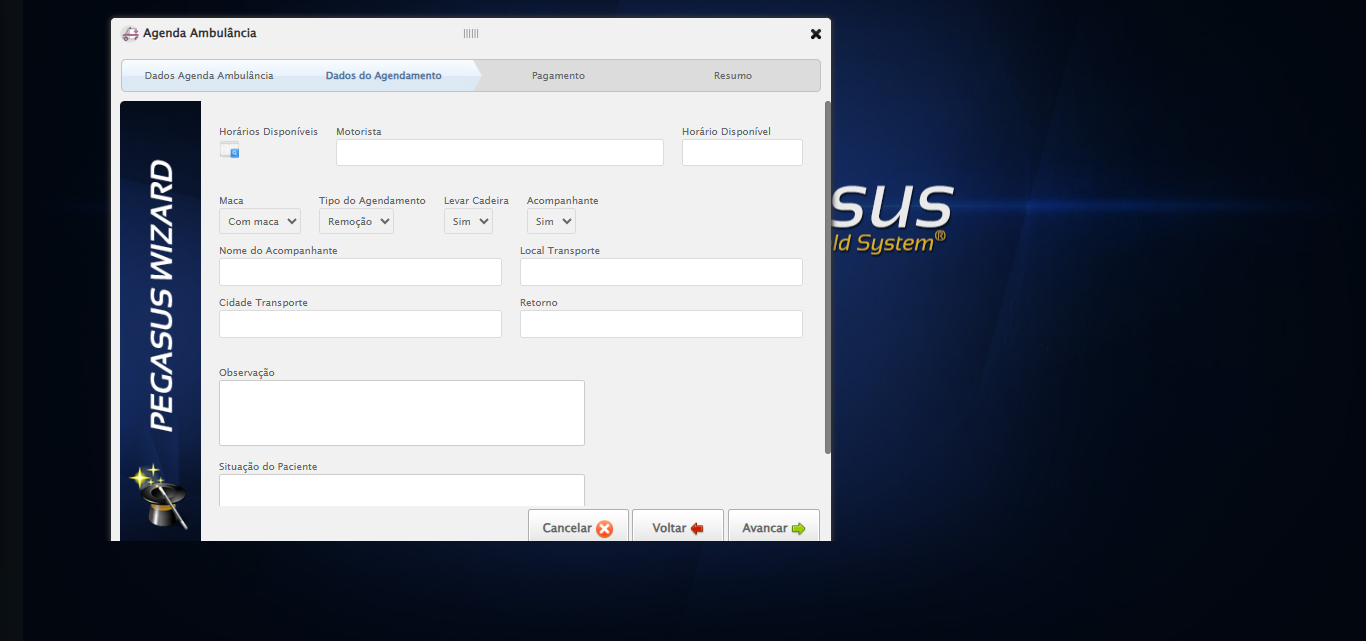 Agenda Ambulância
Dados Agenda Ambulância Dados do Agendamento Pagamento Resumo
PEGASUS WIZARD
Horários Disponíveis Motorista Horário Disponível
Maca Tipo do Agendamento Levar Cadeira Acompanhante
Com maca Remoção Sim Sim
Nome do Acompanhante Local Transporte
Cidade Transporte Retorno
Observação
Situação do Paciente
Cancelar Voltar Avancar
sus
ld System®